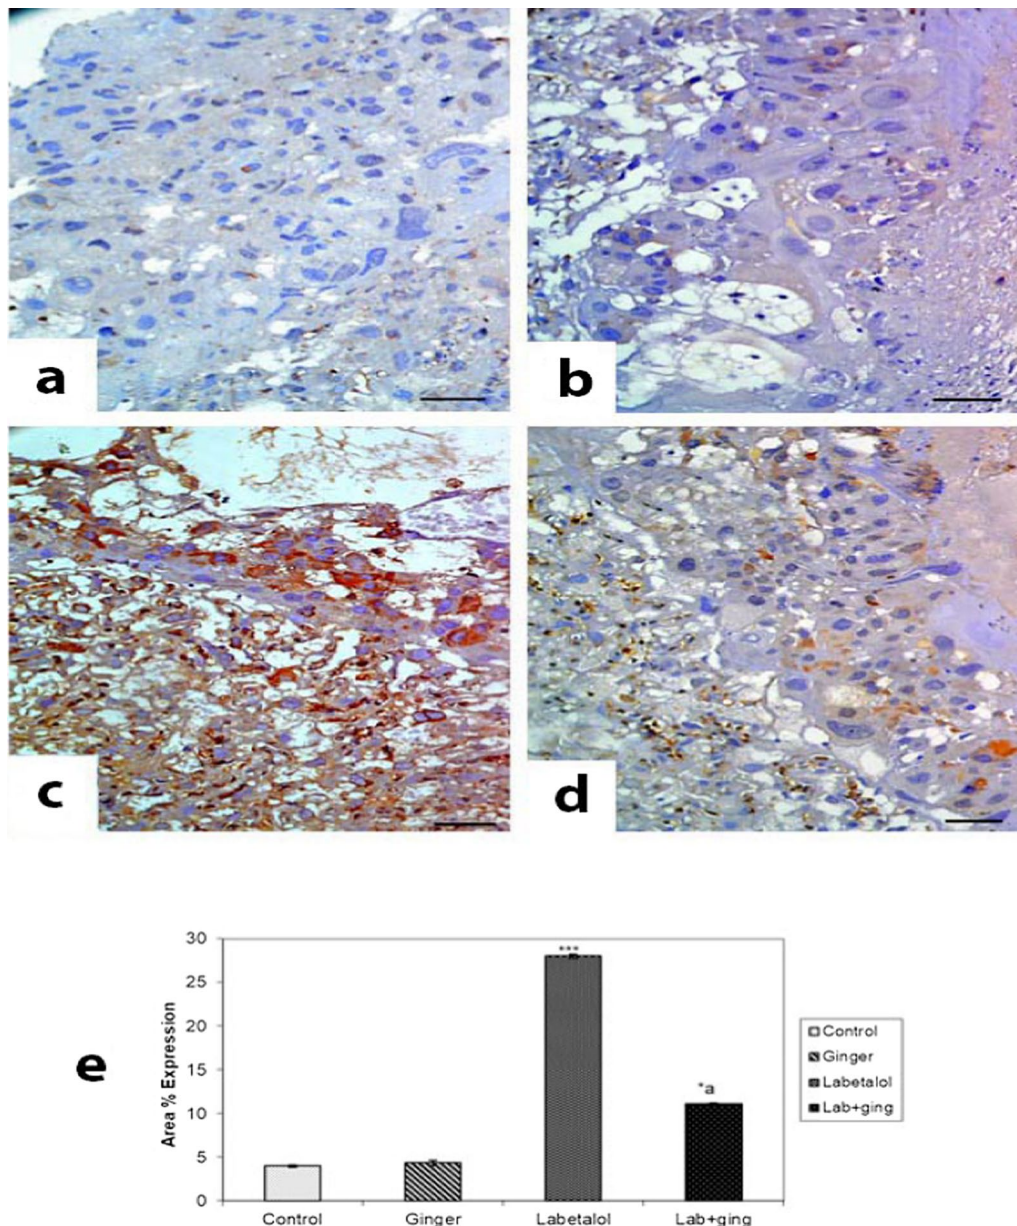 a
b
c
d
e
30
25
20
15
10
5
0
Area % Expression
***
*a
Control
Ginger
Labetalol
Lab+ging
Control
Ginger
Labetalol
Lab+ging